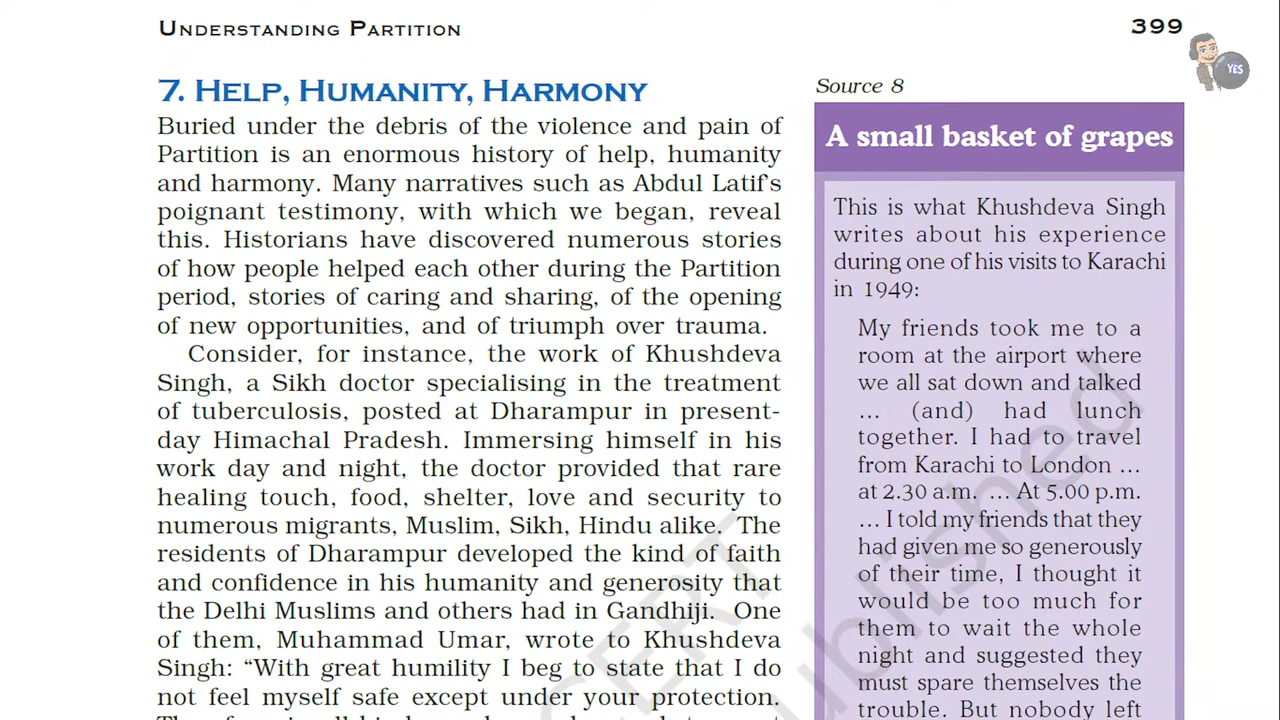 UNDERSTANDING PARTITION
399
YES
7. HELP, HUMANITY, HARMONY
Buried under the debris of the violence and pain of
Partition is an enormous history of help, humanity
and harmony. Many narratives such as Abdul Latif's
poignant testimony, with which we began, reveal
this. Historians have discovered numerous stories
of how people helped each other during the Partition
period, stories of caring and sharing, of the opening
of new opportunities, and of triumph over trauma.
Consider, for instance, the work of Khushdeva
Singh, a Sikh doctor specialising in the treatment
of tuberculosis, posted at Dharampur in present-
day Himachal Pradesh. Immersing himself in his
work day and night, the doctor provided that rare
healing touch, food, shelter, love and security to
numerous migrants, Muslim, Sikh, Hindu alike. The
residents of Dharampur developed the kind of faith
and confidence in his humanity and generosity that
the Delhi Muslims and others had in Gandhiji. One
of them, Muhammad Umar, wrote to Khushdeva
Singh: “With great humility I beg to state that I do
not feel myself safe except under your protection.
Source 8
A small basket of grapes
This is what Khushdeva Singh
writes about his experience
during one of his visits to Karachi
in 1949:
My friends took me to a
room at the airport where
we all sat down and talked
… (and) had lunch
together. I had to travel
from Karachi to London …
at 2.30 a.m. … At 5.00 p.m.
… I told my friends that they
had given me so generously
of their time, I thought it
would be too much for
them to wait the whole
night and suggested they
must spare themselves the
trouble. But nobody left